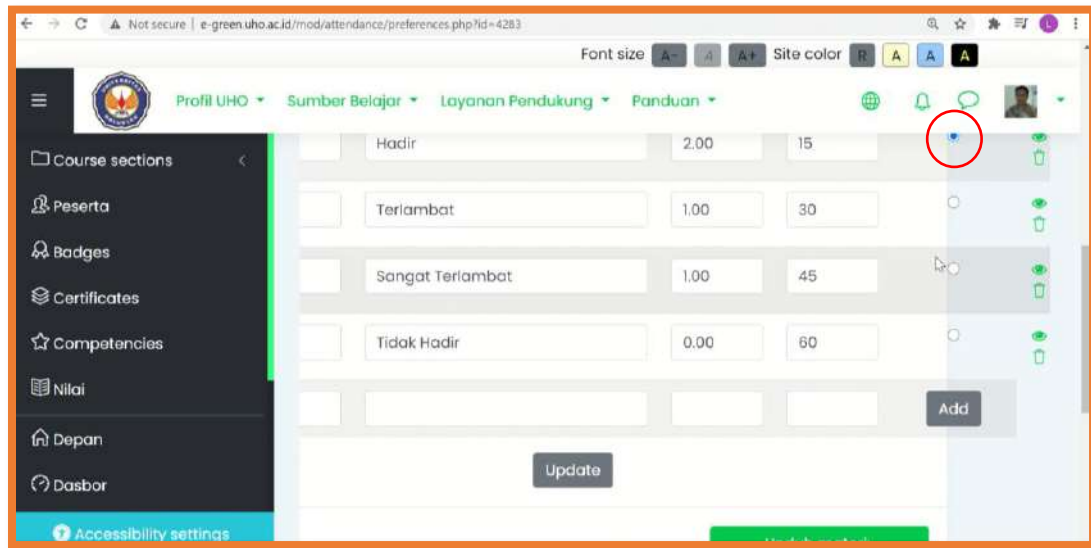 Not secure | e-green.uho.ac.id/mod/attendance/preferences.php?id=4283
Font size A- A A+ Site color R A A A
Profil UHO Sumber Belajar Layanan Pendukung Panduan
Course sections
Peserta
Badges
Certificates
Competencies
Nilai
Depan
Dasbor
Accessibility settings
Hadir 2.00 15
Terlambat 1.00 30
Sangat Terlambat 1.00 45
Tidak Hadir 0.00 60
Add
Update